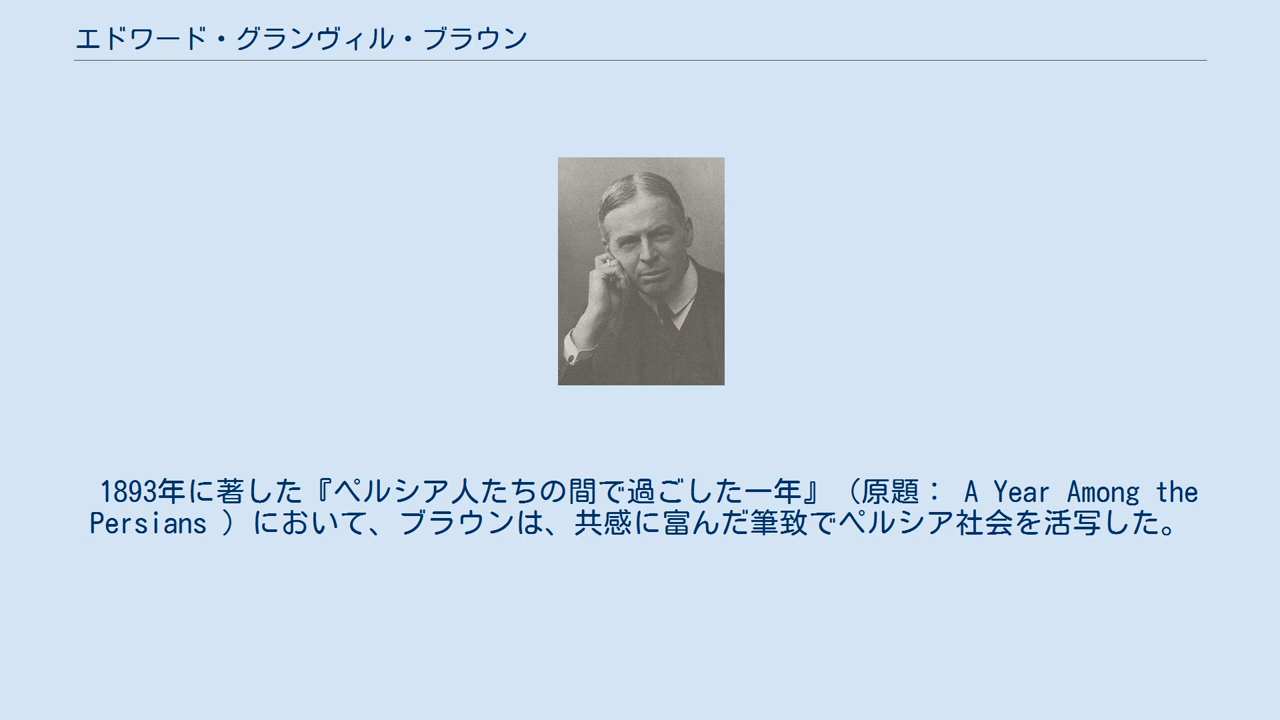 エドワード・グランヴィル・ブラウン
1893年に著した『ペルシア人たちの間で過ごした一年』（原題： A Year Among the
Persians ）において、ブラウンは、共感に富んだ筆致でペルシア社会を活写した。